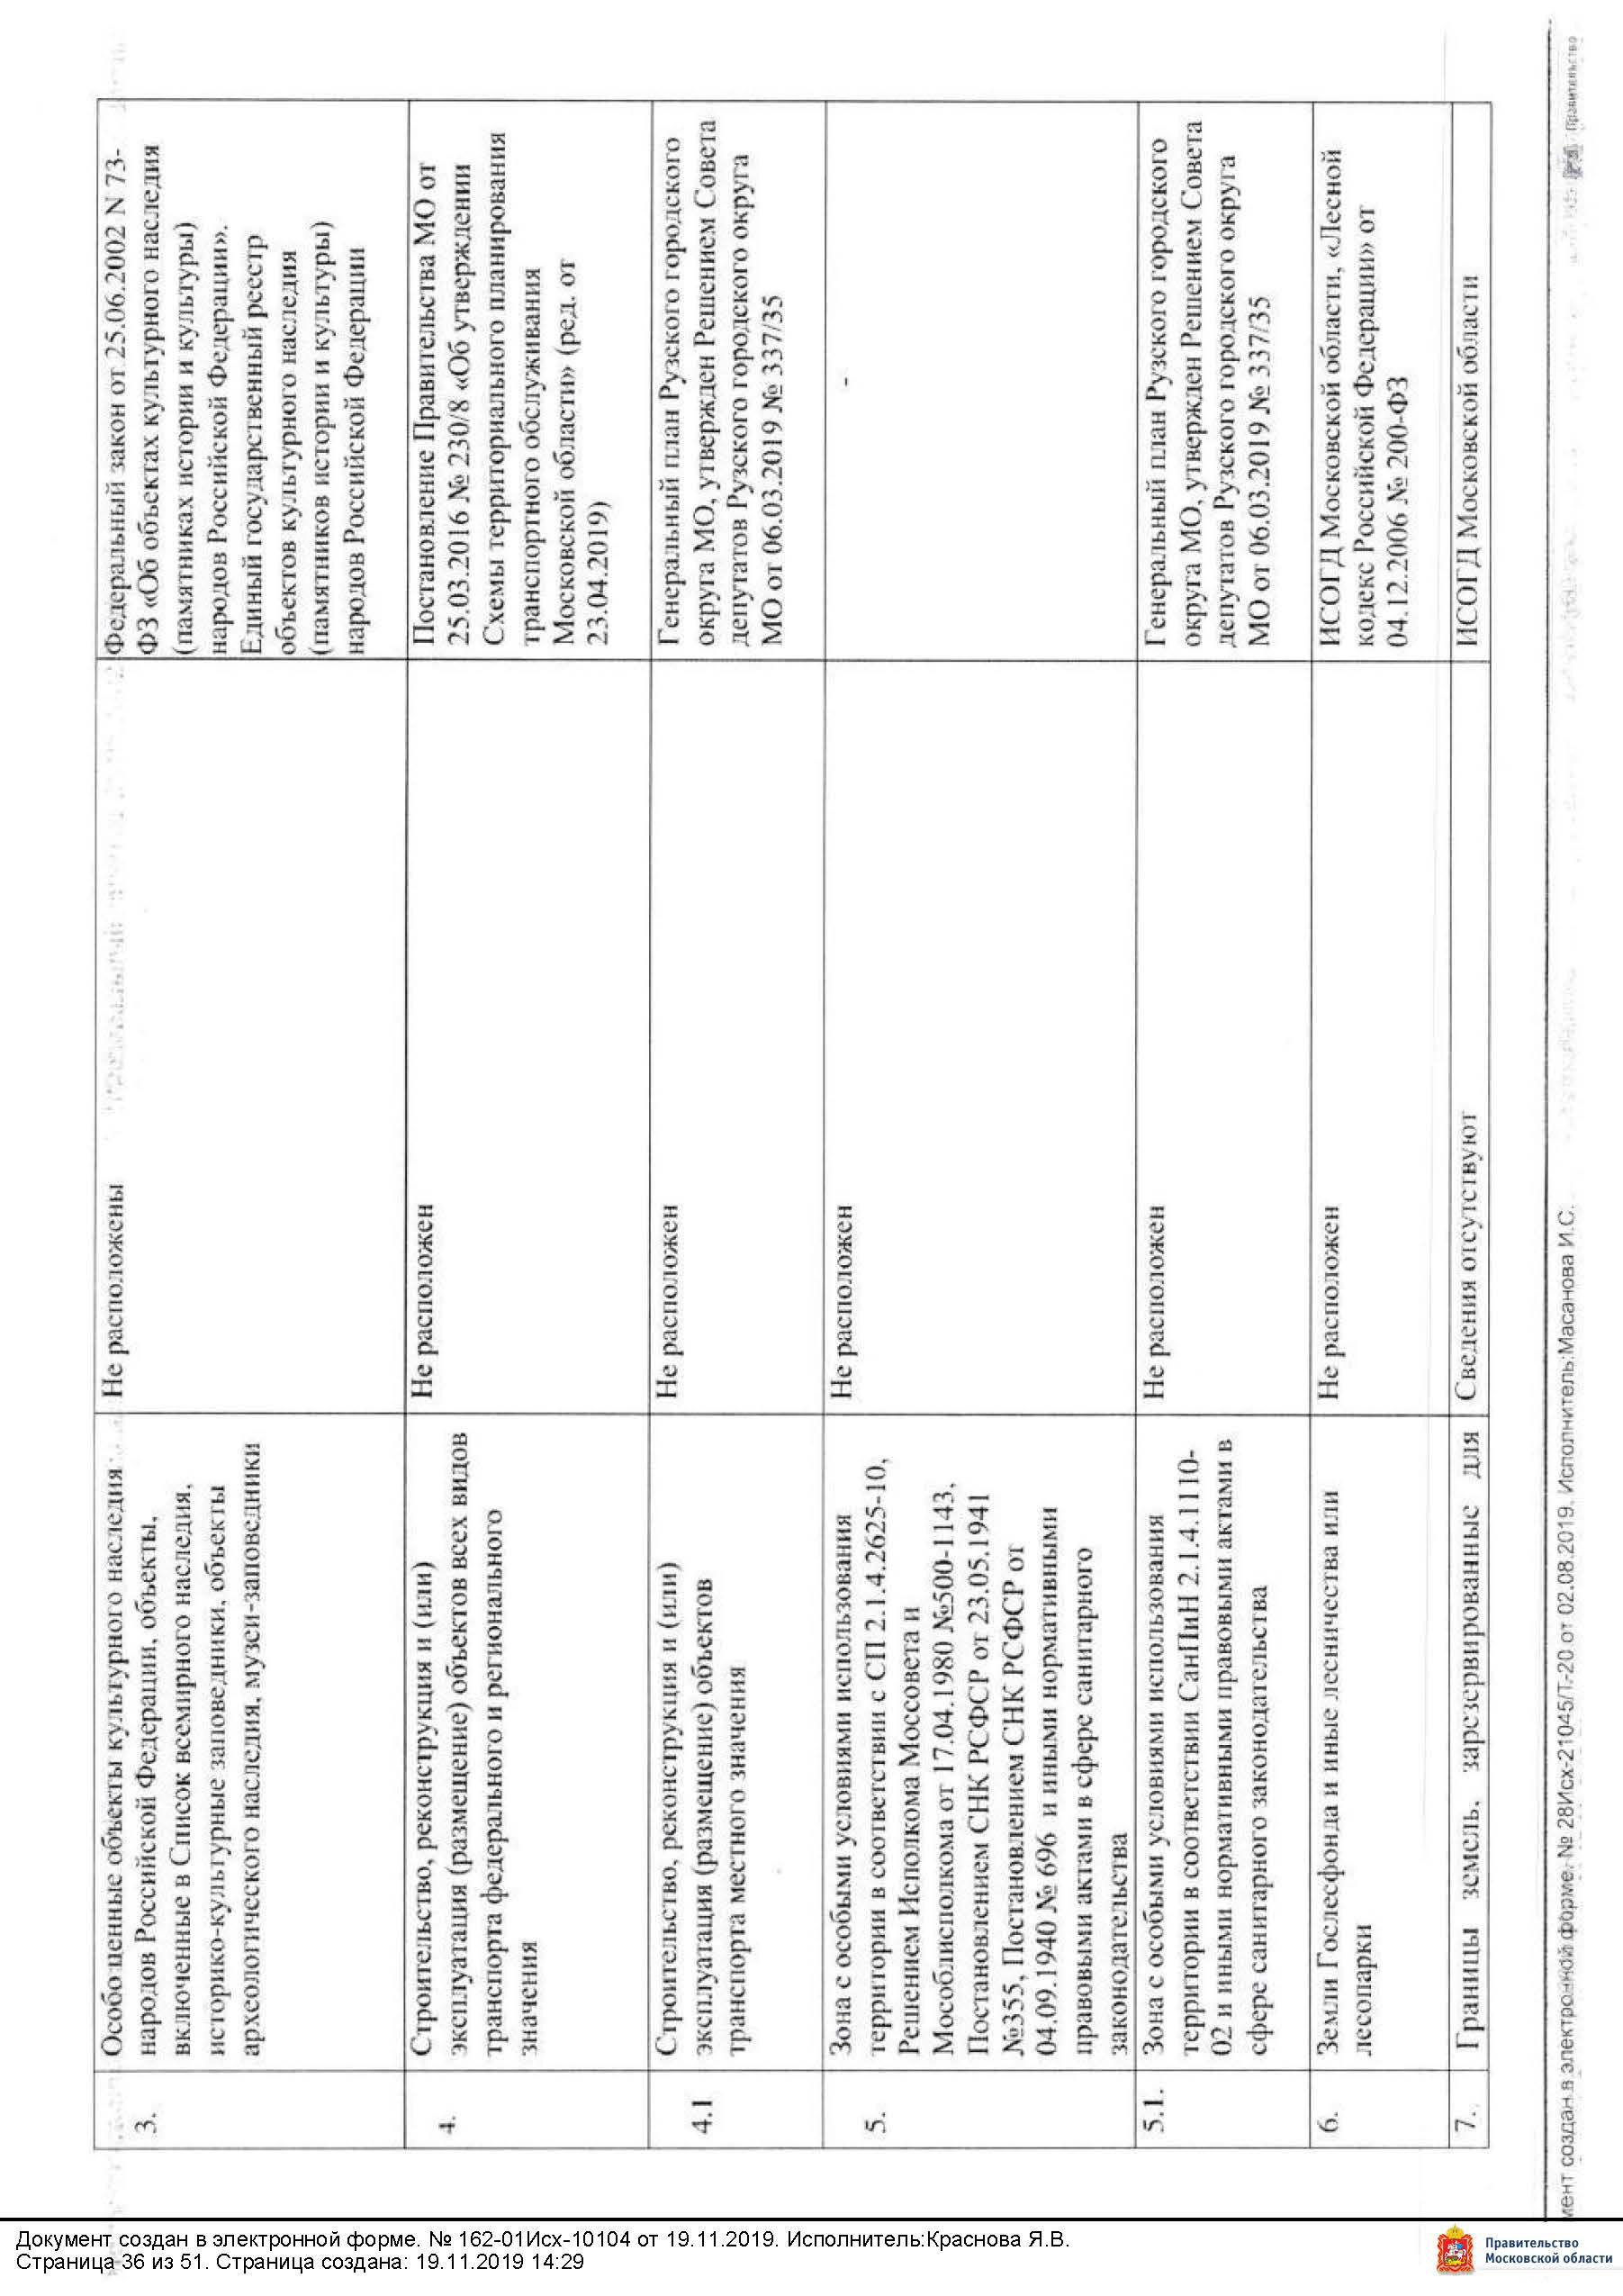 3.
Особо ценные объекты культурного наследия
народов Российской Федерации, объекты,
включенные в Список всемирного наследия,
историко-культурные заповедники, объекты
археологического наследия, музеи-заповедники
Не расположены
Федеральный закон от 25.06.2002 N 73-
ФЗ «Об объектах культурного наследия
(памятниках истории и культуры)
народов Российской Федерации».
Единый государственный реестр
объектов культурного наследия
(памятников истории и культуры)
народов Российской Федерации
4.
Строительство, реконструкция и (или)
эксплуатация (размещение) объектов всех видов
транспорта федерального и регионального
значения
Не расположен
Постановление Правительства МО от
25.03.2016 № 230/8 «Об утверждении
Схемы территориального планирования
транспортного обслуживания
Московской области» (ред. от
23.04.2019)
4.1
Строительство, реконструкция и (или)
эксплуатация (размещение) объектов
транспорта местного значения
Не расположен
Генеральный план Рузского городского
округа МО, утвержден Решением Совета
депутатов Рузского городского округа
МО от 06.03.2019 № 337/35
5.
Зона с особыми условиями использования
территории в соответствии с СП 2.1.4.2625-10,
Решением Исполкома Моссовета и
Мособлисполкома от 17.04.1980 №500-1143,
Постановлением СНК РСФСР от 23.05.1941
№355, Постановлением СНК РСФСР от
04.09.1940 № 696 и иными нормативными
правовыми актами в сфере санитарного
законодательства
Не расположен
-
5.1.
Зона с особыми условиями использования
территории в соответствии СанПиН 2.1.4.1110-
02 и иными нормативными правовыми актами в
сфере санитарного законодательства
Не расположен
Генеральный план Рузского городского
округа МО, утвержден Решением Совета
депутатов Рузского городского округа
МО от 06.03.2019 № 337/35
6.
Земли Гослесфонда и иные лесничества или
лесопарки
Не расположен
ИСОГД Московской области, «Лесной
кодекс Российской Федерации» от
04.12.2006 № 200-ФЗ
7.
Границы земель, зарезервированные для
Сведения отсутствуют
ИСОГД Московской области
мент создан в электронной форме. № 28Исх-21045/Т-20 от 02.08.2019. Исполнитель:Масанова И.С.
Правительство
Документ создан в электронной форме. № 162-01Исх-10104 от 19.11.2019. Исполнитель:Краснова Я.В.
Страница 36 из 51. Страница создана: 19.11.2019 14:29
Правительство
Московской области